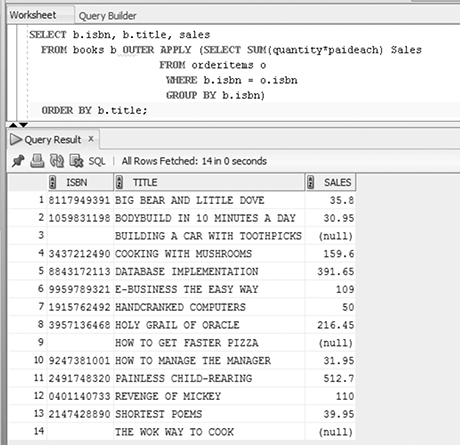 Worksheet Query Builder
SELECT b.isbn, b.title, sales
FROM books b OUTER APPLY (SELECT SUM(quantity*paideach) Sales
FROM orderitems o
WHERE b.isbn = o.isbn
GROUP BY b.isbn)
ORDER BY b.title;
Query Result x
SQL | All Rows Fetched: 14 in 0 seconds
ISBN TITLE SALES
1 8117949391 BIG BEAR AND LITTLE DOVE 35.8
2 1059831198 BODYBUILD IN 10 MINUTES A DAY 30.95
3 BUILDING A CAR WITH TOOTHPICKS (null)
4 3437212490 COOKING WITH MUSHROOMS 159.6
5 8843172113 DATABASE IMPLEMENTATION 391.65
6 9959789321 E-BUSINESS THE EASY WAY 109
7 1915762492 HANDCRANKED COMPUTERS 50
8 3957136468 HOLY GRAIL OF ORACLE 216.45
9 HOW TO GET FASTER PIZZA (null)
10 9247381001 HOW TO MANAGE THE MANAGER 31.95
11 2491748320 PAINLESS CHILD-REARING 512.7
12 0401140733 REVENGE OF MICKEY 110
13 2147428890 SHORTEST POEMS 39.95
14 THE WOK WAY TO COOK (null)